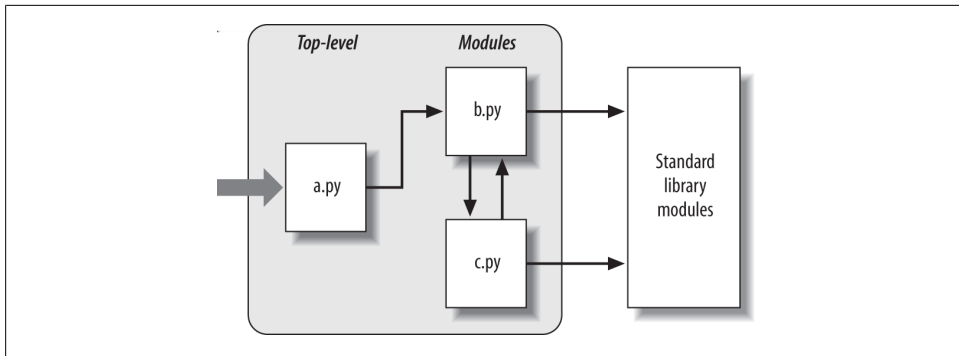 Top-level
Modules
b.py
a.py
c.py
Standard
library
modules